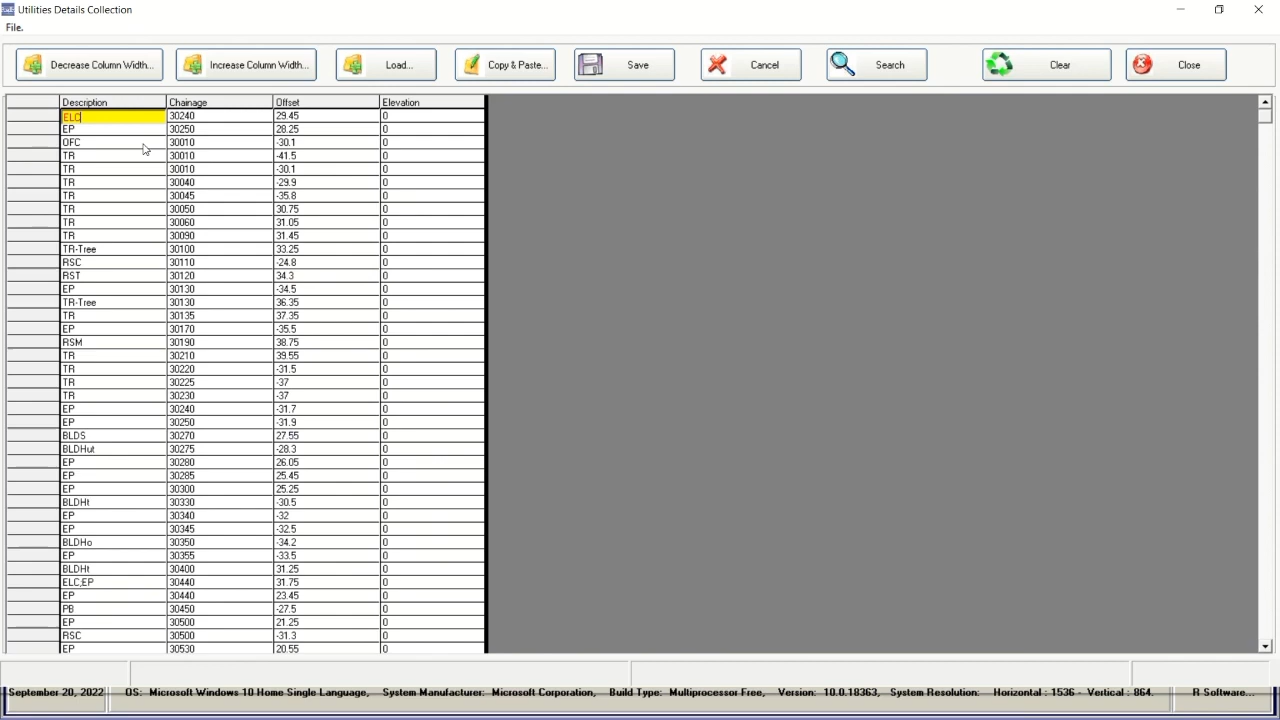 Utilities Details Collection
File.
Decrease Column Width... Increase Column Width... Load... Copy & Paste... Save Cancel Search Clear Close
Description Chainage Offset Elevation
ELC 30240 29.45 0
EP 30250 28.25 0
OFC 30010 -30.1 0
TR 30010 -41.5 0
TR 30010 -30.1 0
TR 30040 -29.9 0
TR 30045 -35.8 0
TR 30050 30.75 0
TR 30060 31.05 0
TR 30090 31.45 0
TR-Tree 30100 33.25 0
RSC 30110 -24.8 0
RST 30120 34.3 0
EP 30130 -34.5 0
TR-Tree 30130 36.35 0
TR 30135 37.35 0
EP 30170 -35.5 0
RSM 30190 38.75 0
TR 30210 39.55 0
TR 30220 -31.5 0
TR 30225 -37 0
TR 30230 -37 0
EP 30240 -31.7 0
EP 30250 -31.9 0
BLDS 30270 27.55 0
BLDHut 30275 -28.3 0
EP 30280 26.05 0
EP 30285 25.45 0
EP 30300 25.25 0
BLDHt 30330 -30.5 0
EP 30340 -32 0
EP 30345 -32.5 0
BLDHo 30350 -34.2 0
EP 30355 -33.5 0
BLDHt 30400 31.25 0
ELC;EP 30440 31.75 0
EP 30440 23.45 0
PB 30450 -27.5 0
EP 30500 21.25 0
RSC 30500 -31.3 0
EP 30530 20.55 0
September 20, 2022 OS: Microsoft Windows 10 Home Single Language, System Manufacturer: Microsoft Corporation, Build Type: Multiprocessor Free, Version: 10.0.18363, System Resolution: Horizontal : 1536 - Vertical : 864. R Software...